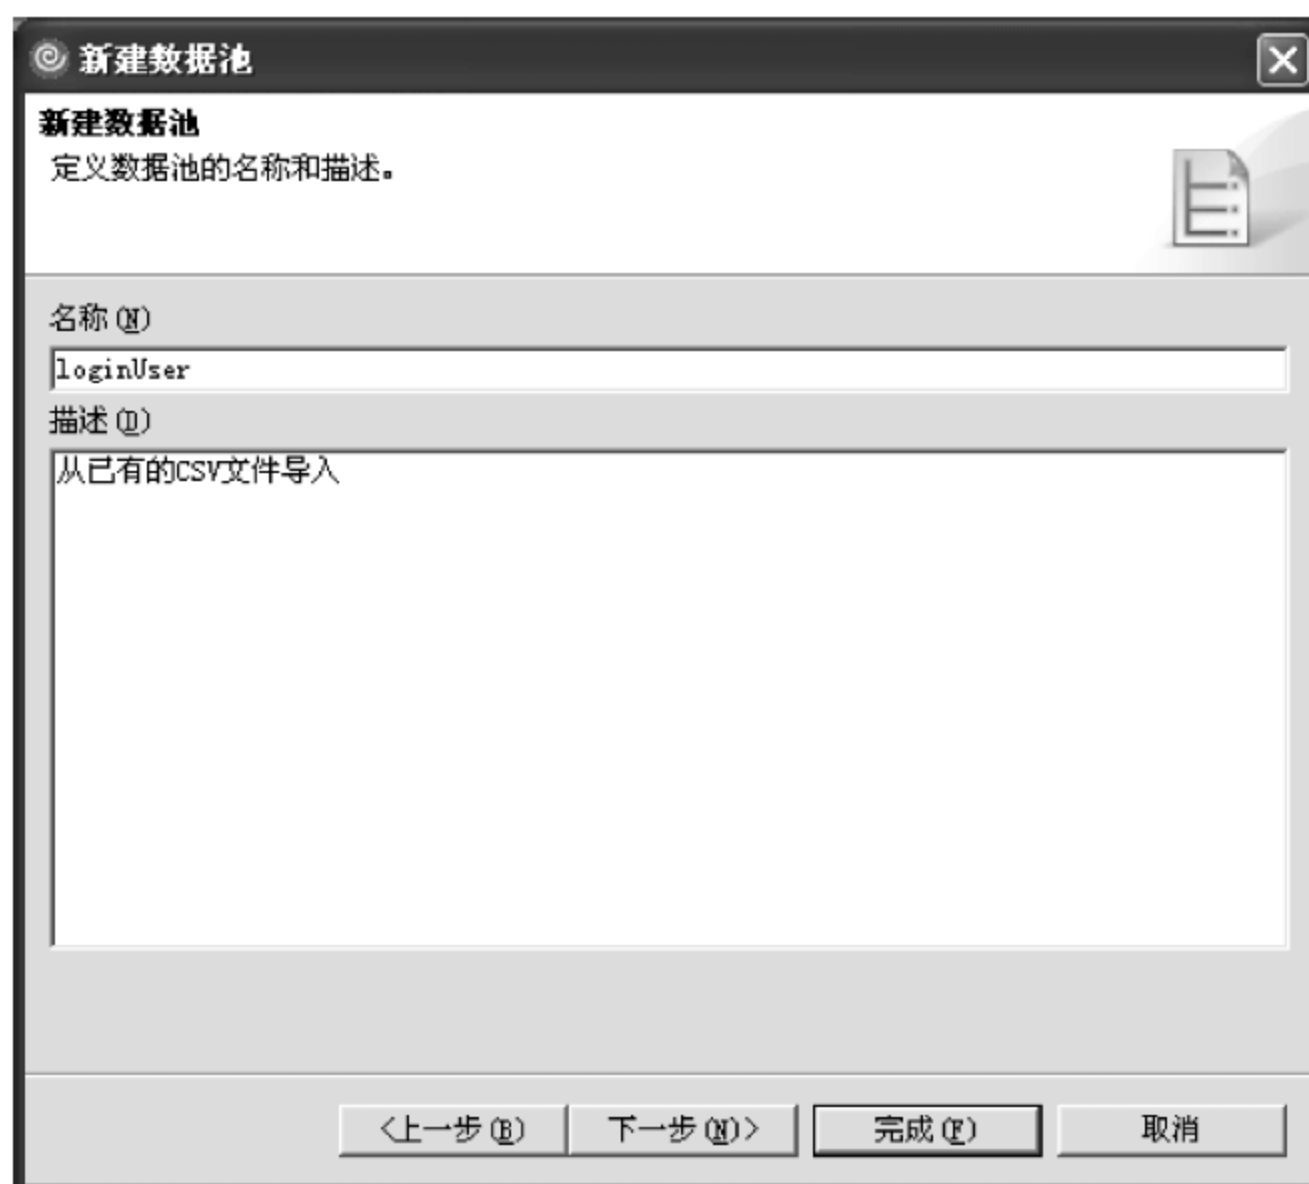 新建数据池
新建数据池
定义数据池的名称和描述。
名称(N)
loginUser
描述(D)
从已有的CSV文件导入
<上一步(B)
下一步(N)>
完成(F)
取消